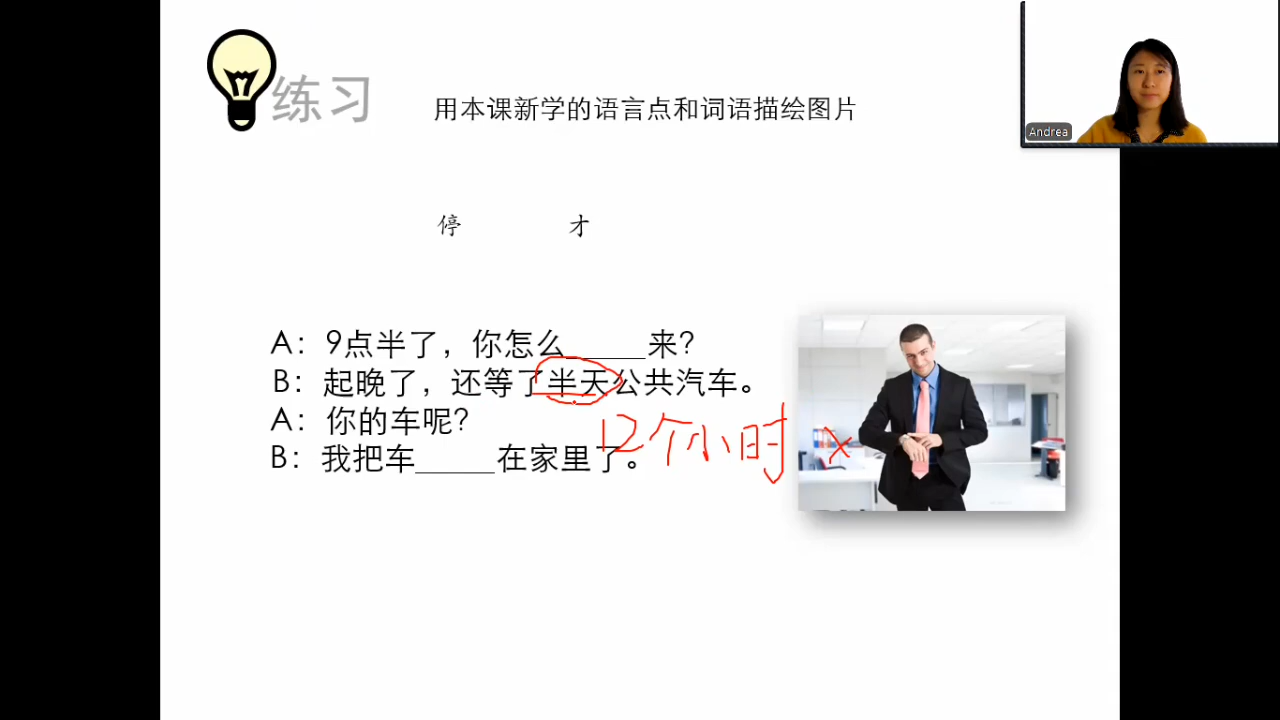 练习
用本课新学的语言点和词语描绘图片
Andrea
停 才
A：9点半了，你怎么_____来？
B：起晚了，还等了半天公共汽车。
A：你的车呢？
B：我把车_____在家里了。
12个小时 ×